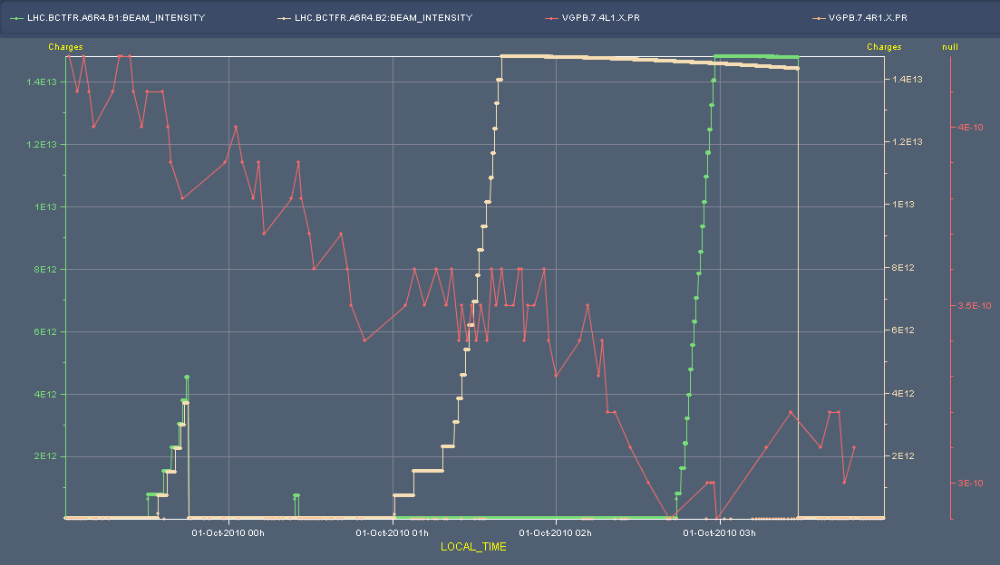 LHC.BCTFR.A6R4.B1:BEAM_INTENSITY LHC.BCTFR.A6R4.B2:BEAM_INTENSITY VGPB.7.4L1.X.PR VGPB.7.4R1.X.PR
Charges Charges null
1.4E13 1.4E13
4E-10
1.2E13 1.2E13
1E13 1E13
8E12 8E12
3.5E-10
6E12 6E12
4E12 4E12
2E12 2E12
3E-10
01-Oct-2010 00h 01-Oct-2010 01h 01-Oct-2010 02h 01-Oct-2010 03h
LOCAL_TIME